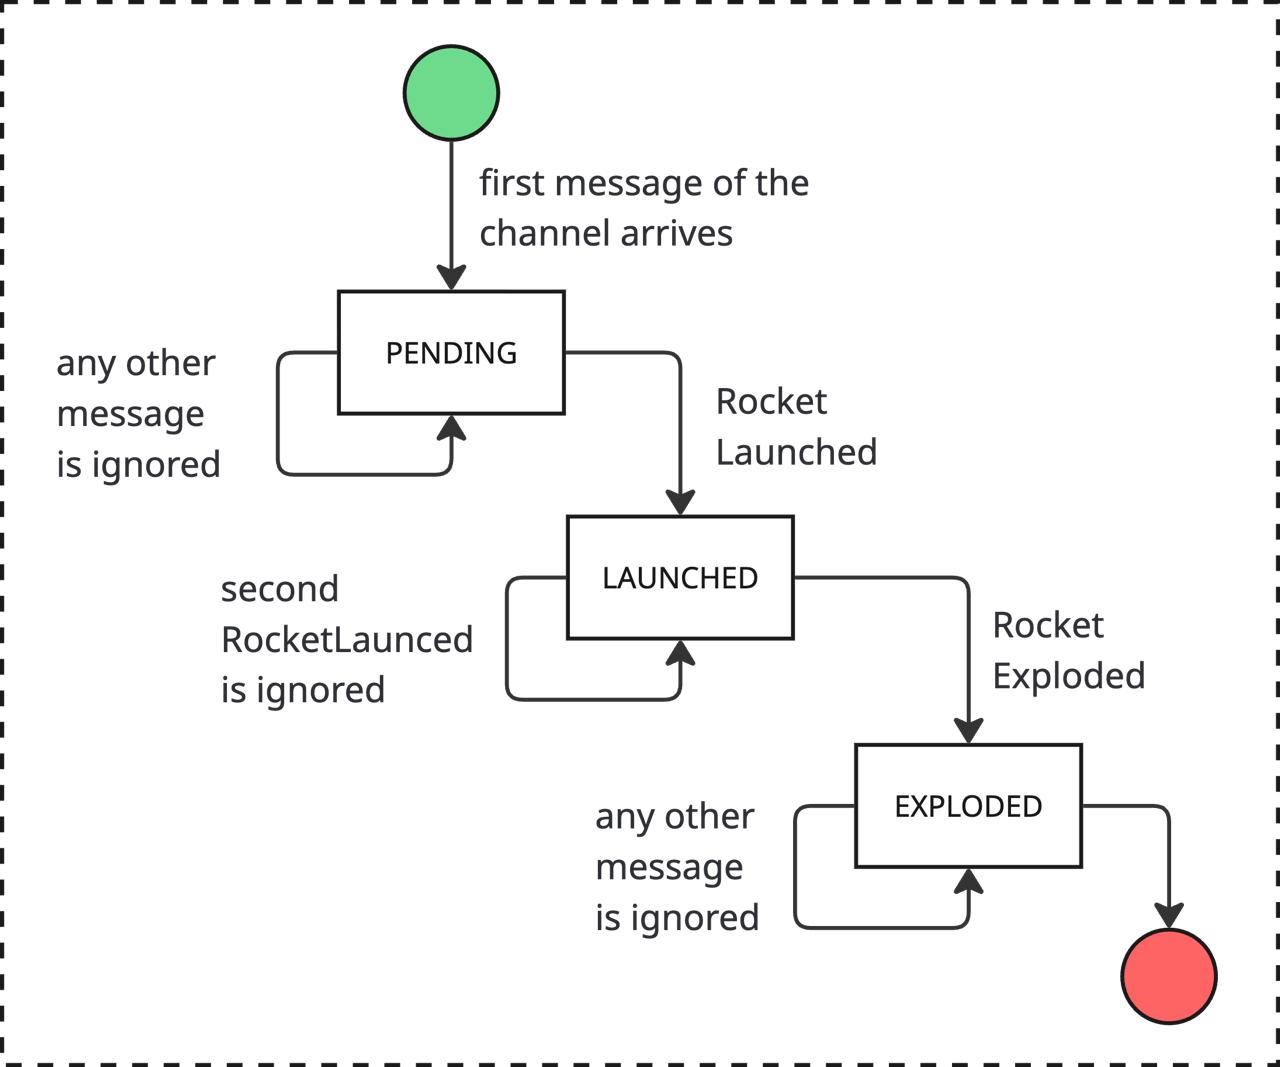 first message of the
channel arrives
PENDING
any other
message
is ignored
Rocket
Launched
LAUNCHED
second
RocketLaunced
is ignored
Rocket
Exploded
EXPLODED
any other
message
is ignored